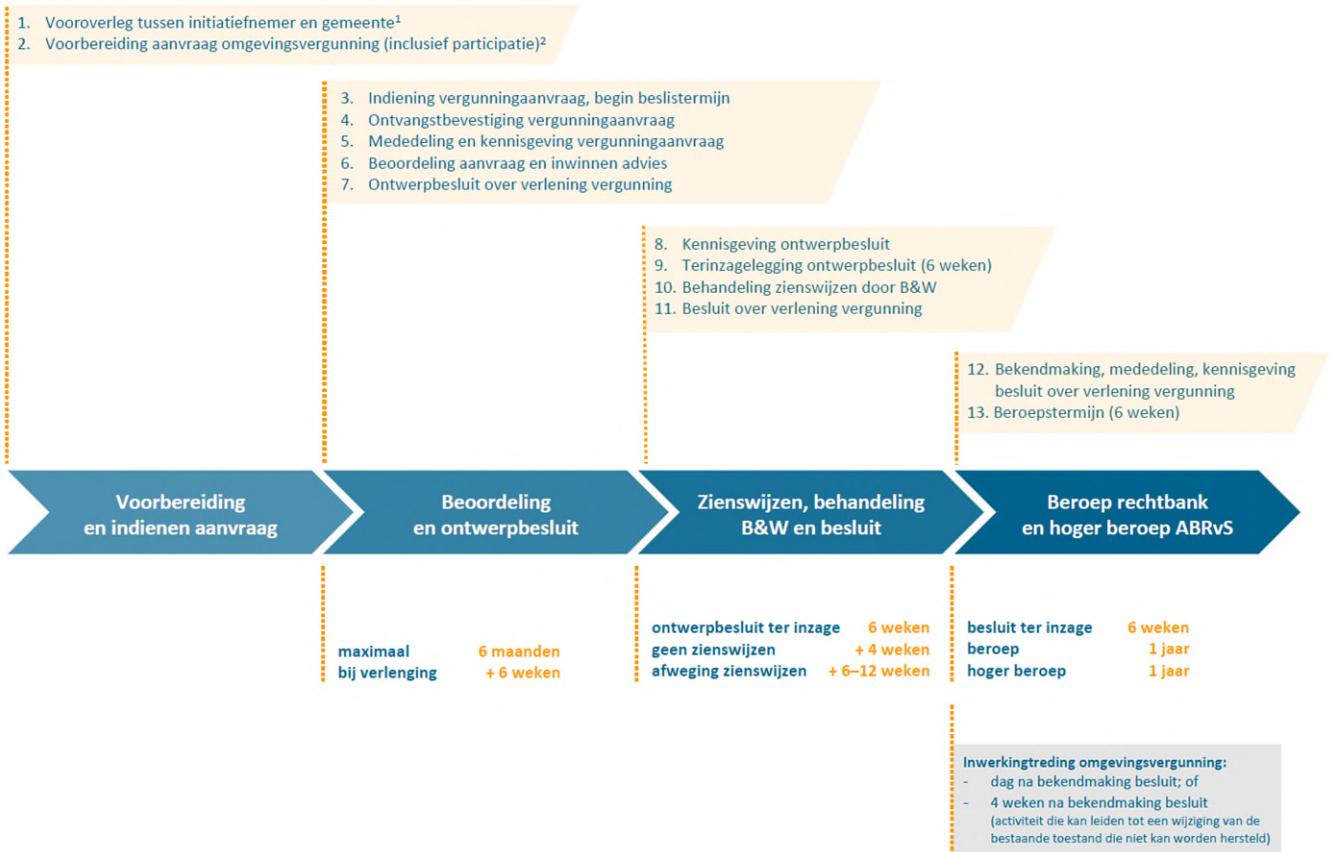 1. Vooroverleg tussen initiatiefnemer en gemeente¹
2. Voorbereiding aanvraag omgevingsvergunning (inclusief participatie)²
3. Indiening vergunningaanvraag, begin beslistermijn
4. Ontvangstbevestiging vergunningaanvraag
5. Mededeling en kennisgeving vergunningaanvraag
6. Beoordeling aanvraag en inwinnen advies
7. Ontwerpbesluit over verlening vergunning
8. Kennisgeving ontwerpbesluit
9. Terinzagelegging ontwerpbesluit (6 weken)
10. Behandeling zienswijzen door B&W
11. Besluit over verlening vergunning
12. Bekendmaking, mededeling, kennisgeving
besluit over verlening vergunning
13. Beroepstermijn (6 weken)
Voorbereiding
en indienen aanvraag
Beoordeling
en ontwerpbesluit
Zienswijzen, behandeling
B&W en besluit
Beroep rechtbank
en hoger beroep ABRvS
maximaal 6 maanden
bij verlenging + 6 weken
ontwerpbesluit ter inzage 6 weken
geen zienswijzen + 4 weken
afweging zienswijzen + 6–12 weken
besluit ter inzage 6 weken
beroep 1 jaar
hoger beroep 1 jaar
Inwerkingtreding omgevingsvergunning:
- dag na bekendmaking besluit; of
- 4 weken na bekendmaking besluit
(activiteit die kan leiden tot een wijziging van de
bestaande toestand die niet kan worden hersteld)